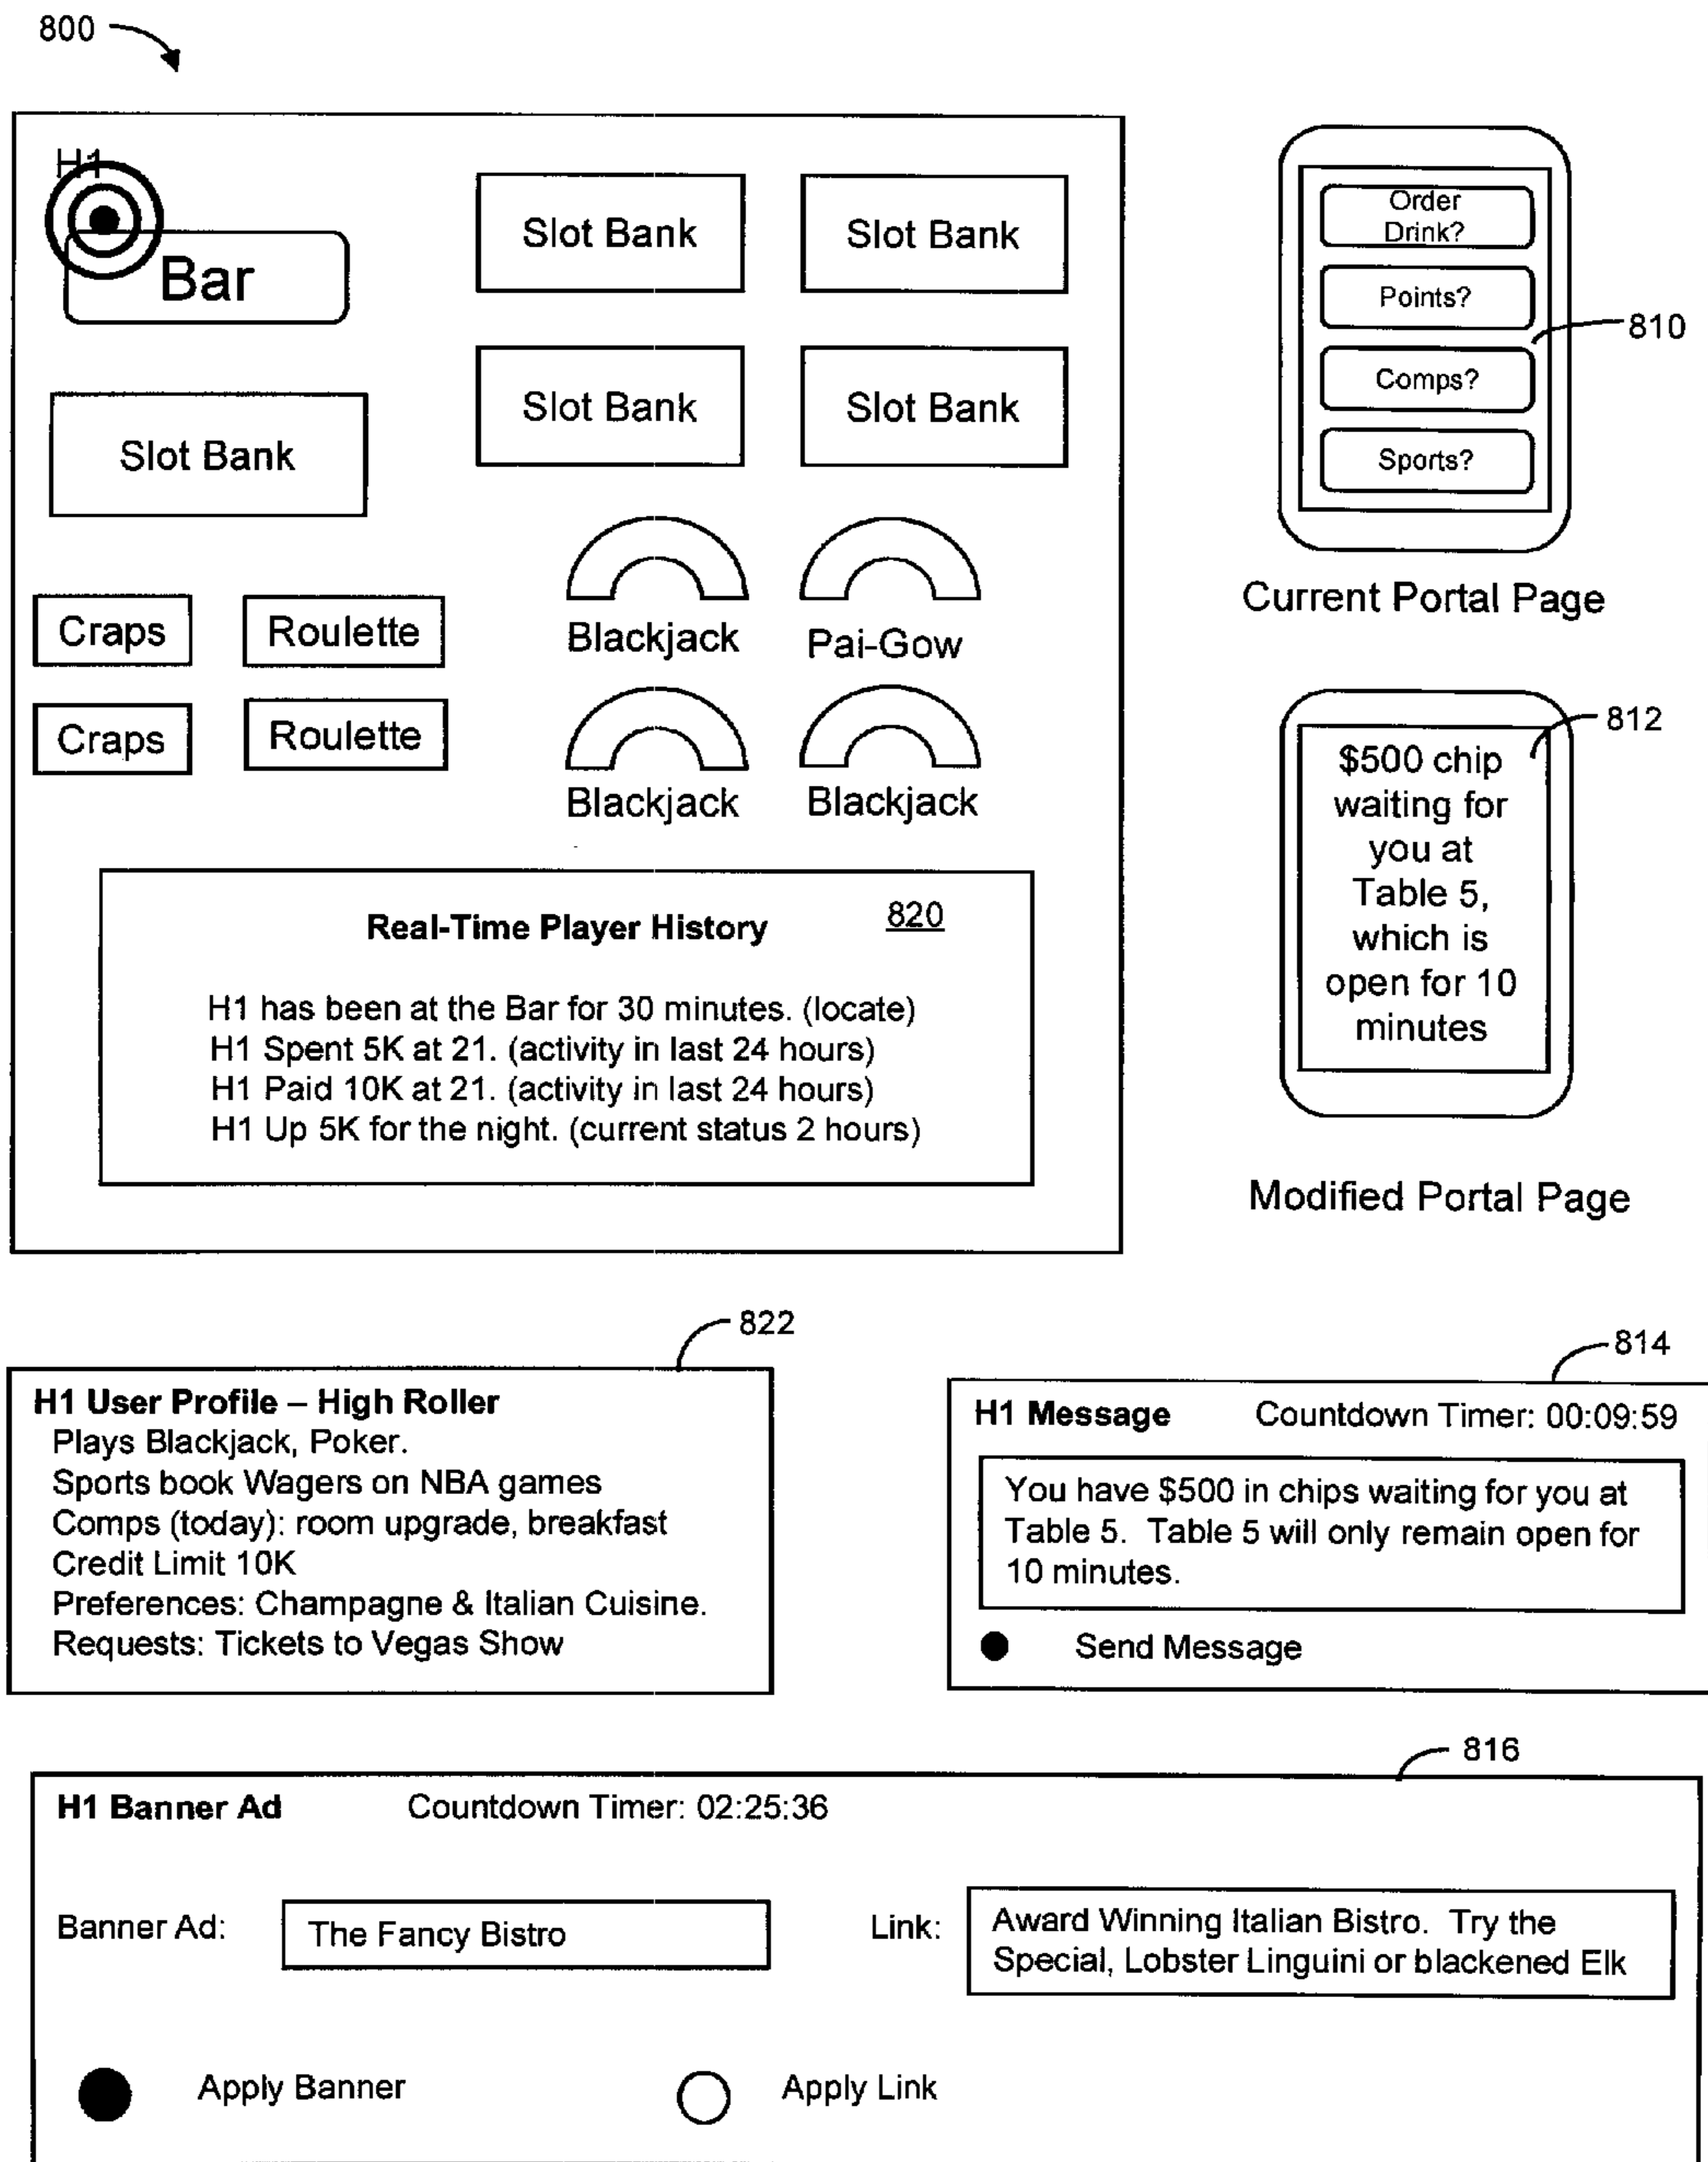 800
H1
Bar
Slot Bank
Slot Bank
Slot Bank
Slot Bank
Slot Bank
Craps
Roulette
Craps
Roulette
Blackjack
Pai-Gow
Blackjack
Blackjack
Real-Time Player History 820
H1 has been at the Bar for 30 minutes. (locate)
H1 Spent 5K at 21. (activity in last 24 hours)
H1 Paid 10K at 21. (activity in last 24 hours)
H1 Up 5K for the night. (current status 2 hours)
Order
Drink?
Points?
Comps?
Sports?
810
Current Portal Page
812
$500 chip
waiting for
you at
Table 5,
which is
open for 10
minutes
Modified Portal Page
822
H1 User Profile – High Roller
Plays Blackjack, Poker.
Sports book Wagers on NBA games
Comps (today): room upgrade, breakfast
Credit Limit 10K
Preferences: Champagne & Italian Cuisine.
Requests: Tickets to Vegas Show
814
H1 Message Countdown Timer: 00:09:59
You have $500 in chips waiting for you at
Table 5. Table 5 will only remain open for
10 minutes.
Send Message
816
H1 Banner Ad Countdown Timer: 02:25:36
Banner Ad: The Fancy Bistro
Link: Award Winning Italian Bistro. Try the
Special, Lobster Linguini or blackened Elk
Apply Banner Apply Link